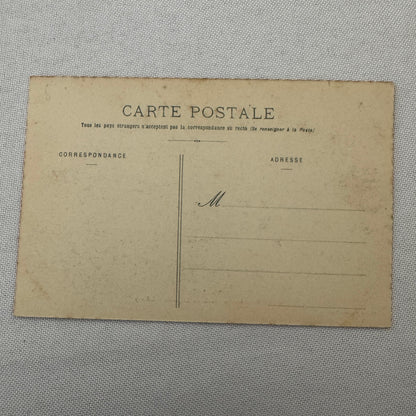 CARTE POSTALE
Tous les pays étrangers n'acceptent pas la correspondance au recto (Se renseigner à la Poste)
CORRESPONDANCE
ADRESSE
M